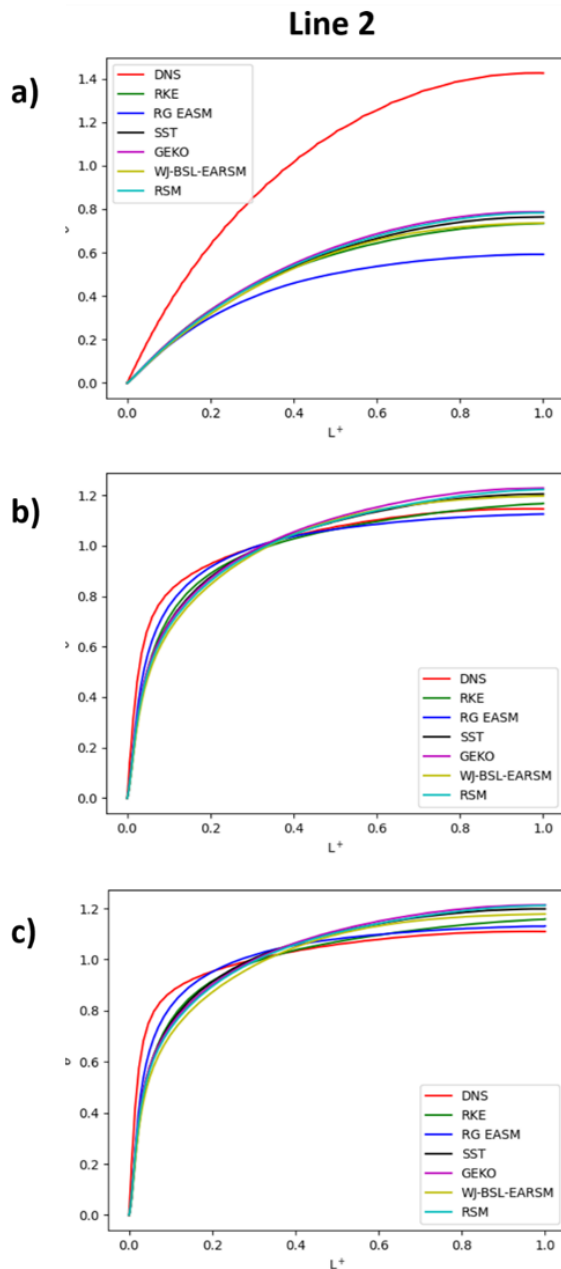 Line 2
a)
1.4
1.2
1.0
0.8
0.6
0.4
0.2
0.0
DNS
RKE
RG EASM
SST
GEKO
WJ-BSL-EARSM
RSM
0.0 0.2 0.4 0.6 0.8 1.0
L+
b)
1.2
1.0
0.8
0.6
0.4
0.2
0.0
DNS
RKE
RG EASM
SST
GEKO
WJ-BSL-EARSM
RSM
0.0 0.2 0.4 0.6 0.8 1.0
L+
c)
1.2
1.0
0.8
0.6
0.4
0.2
0.0
DNS
RKE
RG EASM
SST
GEKO
WJ-BSL-EARSM
RSM
0.0 0.2 0.4 0.6 0.8 1.0
L+